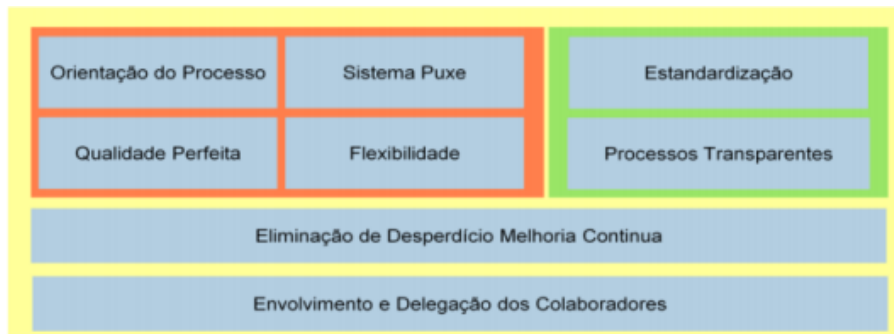 Orientação do Processo
Sistema Puxe
Estandardização
Qualidade Perfeita
Flexibilidade
Processos Transparentes
Eliminação de Desperdício Melhoria Continua
Envolvimento e Delegação dos Colaboradores